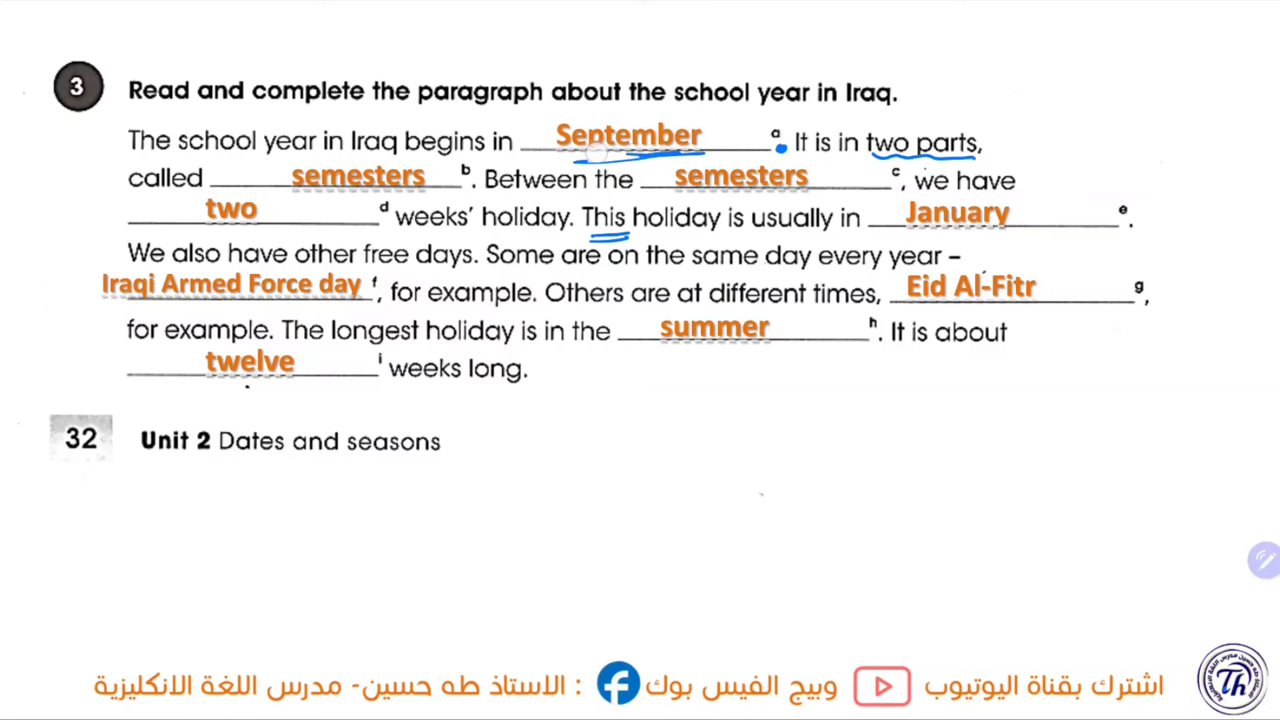 3 Read and complete the paragraph about the school year in Iraq.
The school year in Iraq begins in September a. It is in two parts,
called semesters b. Between the semesters c, we have
two d weeks' holiday. This holiday is usually in January e.
We also have other free days. Some are on the same day every year –
Iraqi Armed Force day f, for example. Others are at different times, Eid Al-Fitr g,
for example. The longest holiday is in the summer h. It is about
twelve i weeks long.
32 Unit 2 Dates and seasons
اشترك بقناة اليوتيوب وبيج الفيس بوك : الاستاذ طه حسين- مدرس اللغة الانكليزية
Th